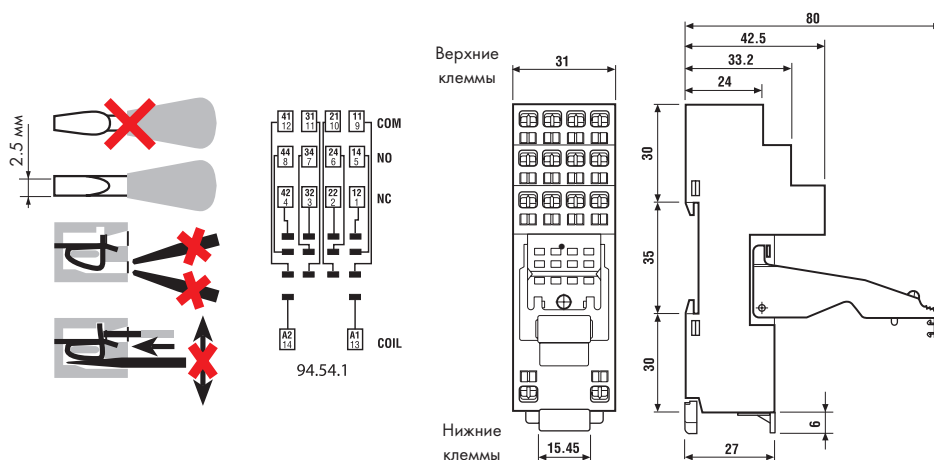 2.5 мм
41 31 21 11
12 11 10 9
COM
44 34 24 14
8 7 6 5
NO
42 32 22 12
4 3 2 1
NC
A2 A1
14 13
COIL
94.54.1
Верхние
клеммы
31
Нижние
клеммы
15.45
80
42.5
33.2
24
30
35
30
6
27